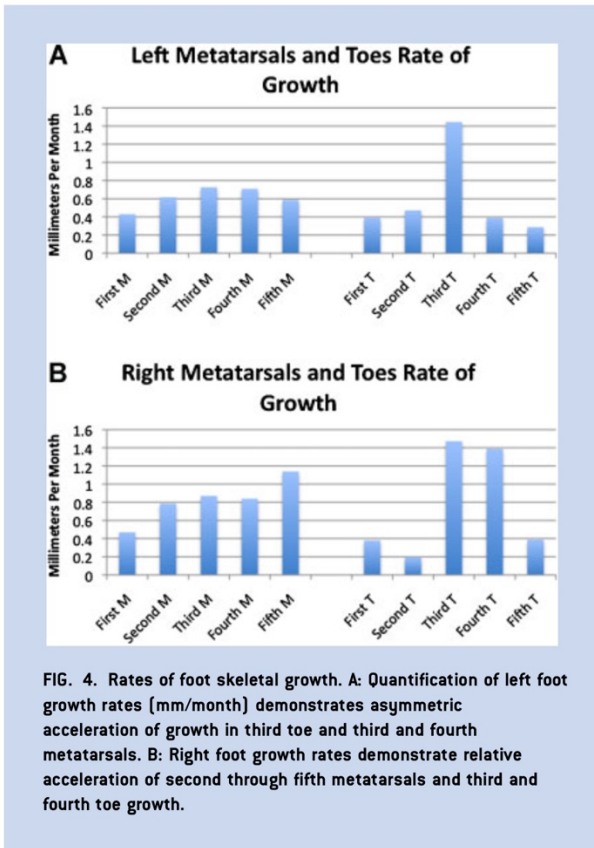 A
Left Metatarsals and Toes Rate of
Growth
Millimeters Per Month
1.6
1.4
1.2
1
0.8
0.6
0.4
0.2
0
First M
Second M
Third M
Fourth M
Fifth M
First T
Second T
Third T
Fourth T
Fifth T
B
Right Metatarsals and Toes Rate of
Growth
Millimeters Per Month
1.6
1.4
1.2
1
0.8
0.6
0.4
0.2
0
First M
Second M
Third M
Fourth M
Fifth M
First T
Second T
Third T
Fourth T
Fifth T
FIG. 4. Rates of foot skeletal growth. A: Quantification of left foot
growth rates (mm/month) demonstrates asymmetric
acceleration of growth in third toe and third and fourth
metatarsals. B: Right foot growth rates demonstrate relative
acceleration of second through fifth metatarsals and third and
fourth toe growth.